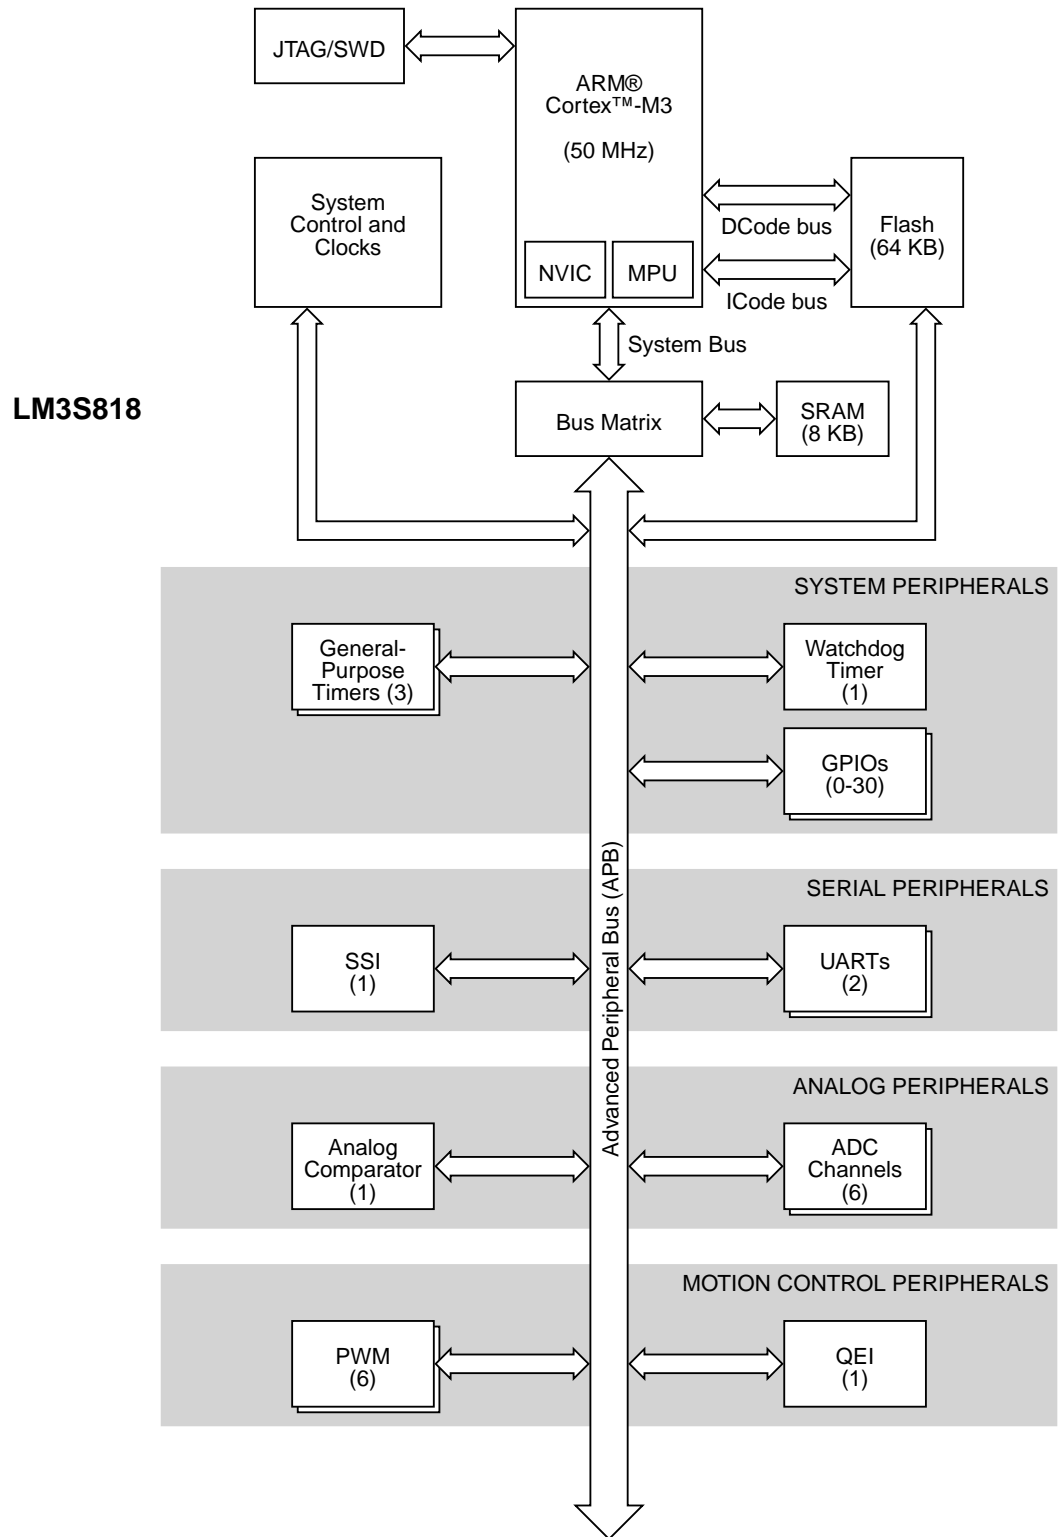 JTAG/SWD
ARM®
Cortex™-M3
(50 MHz)
System
Control and
Clocks
DCode bus
Flash
(64 KB)
NVIC
MPU
ICode bus
System Bus
LM3S818
Bus Matrix
SRAM
(8 KB)
SYSTEM PERIPHERALS
General-
Purpose
Timers (3)
Watchdog
Timer
(1)
GPIOs
(0-30)
Advanced Peripheral Bus (APB)
SERIAL PERIPHERALS
SSI
(1)
UARTs
(2)
ANALOG PERIPHERALS
Analog
Comparator
(1)
ADC
Channels
(6)
MOTION CONTROL PERIPHERALS
PWM
(6)
QEI
(1)